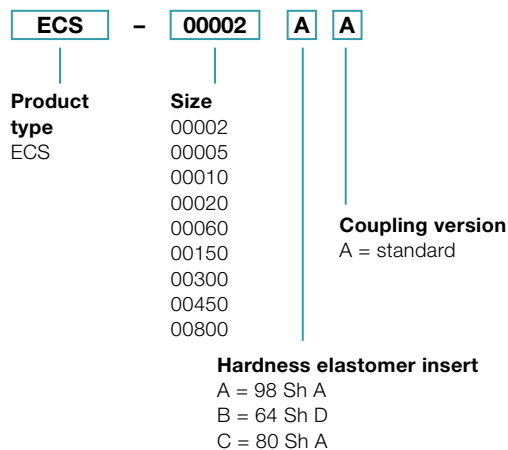 ECS – 00002 A A
Product
type
ECS
Size
00002
00005
00010
00020
00060
00150
00300
00450
00800
Coupling version
A = standard
Hardness elastomer insert
A = 98 Sh A
B = 64 Sh D
C = 80 Sh A